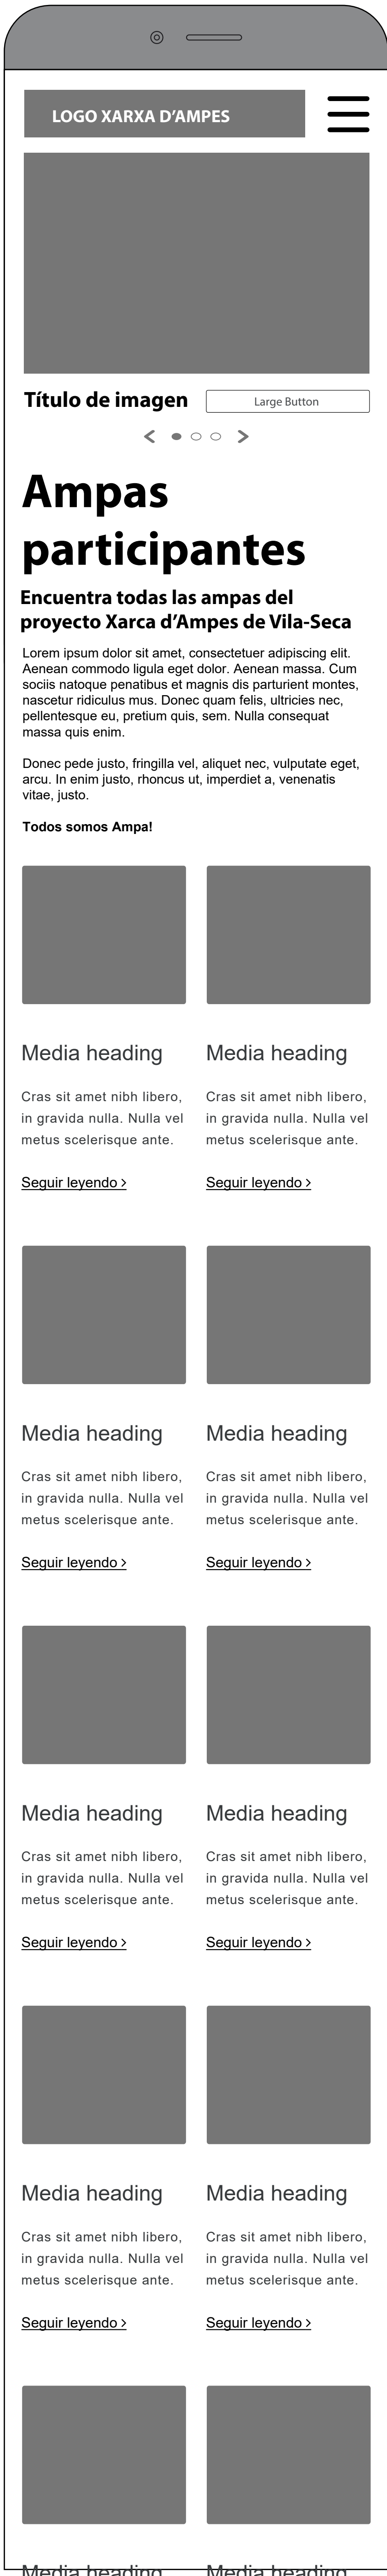 LOGO XARXA D'AMPES
Título de imagen
Large Button
Ampas
participantes
Encuentra todas las ampas del
proyecto Xarca d'Ampes de Vila-Seca
Lorem ipsum dolor sit amet, consectetuer adipiscing elit.
Aenean commodo ligula eget dolor. Aenean massa. Cum
sociis natoque penatibus et magnis dis parturient montes,
nascetur ridiculus mus. Donec quam felis, ultricies nec,
pellentesque eu, pretium quis, sem. Nulla consequat
massa quis enim.
Donec pede justo, fringilla vel, aliquet nec, vulputate eget,
arcu. In enim justo, rhoncus ut, imperdiet a, venenatis
vitae, justo.
Todos somos Ampa!
Media heading
Cras sit amet nibh libero,
in gravida nulla. Nulla vel
metus scelerisque ante.
Seguir leyendo >
Media heading
Cras sit amet nibh libero,
in gravida nulla. Nulla vel
metus scelerisque ante.
Seguir leyendo >
Media heading
Cras sit amet nibh libero,
in gravida nulla. Nulla vel
metus scelerisque ante.
Seguir leyendo >
Media heading
Cras sit amet nibh libero,
in gravida nulla. Nulla vel
metus scelerisque ante.
Seguir leyendo >
Media heading
Cras sit amet nibh libero,
in gravida nulla. Nulla vel
metus scelerisque ante.
Seguir leyendo >
Media heading
Cras sit amet nibh libero,
in gravida nulla. Nulla vel
metus scelerisque ante.
Seguir leyendo >
Media heading
Cras sit amet nibh libero,
in gravida nulla. Nulla vel
metus scelerisque ante.
Seguir leyendo >
Media heading
Cras sit amet nibh libero,
in gravida nulla. Nulla vel
metus scelerisque ante.
Seguir leyendo >
Media heading
Media heading